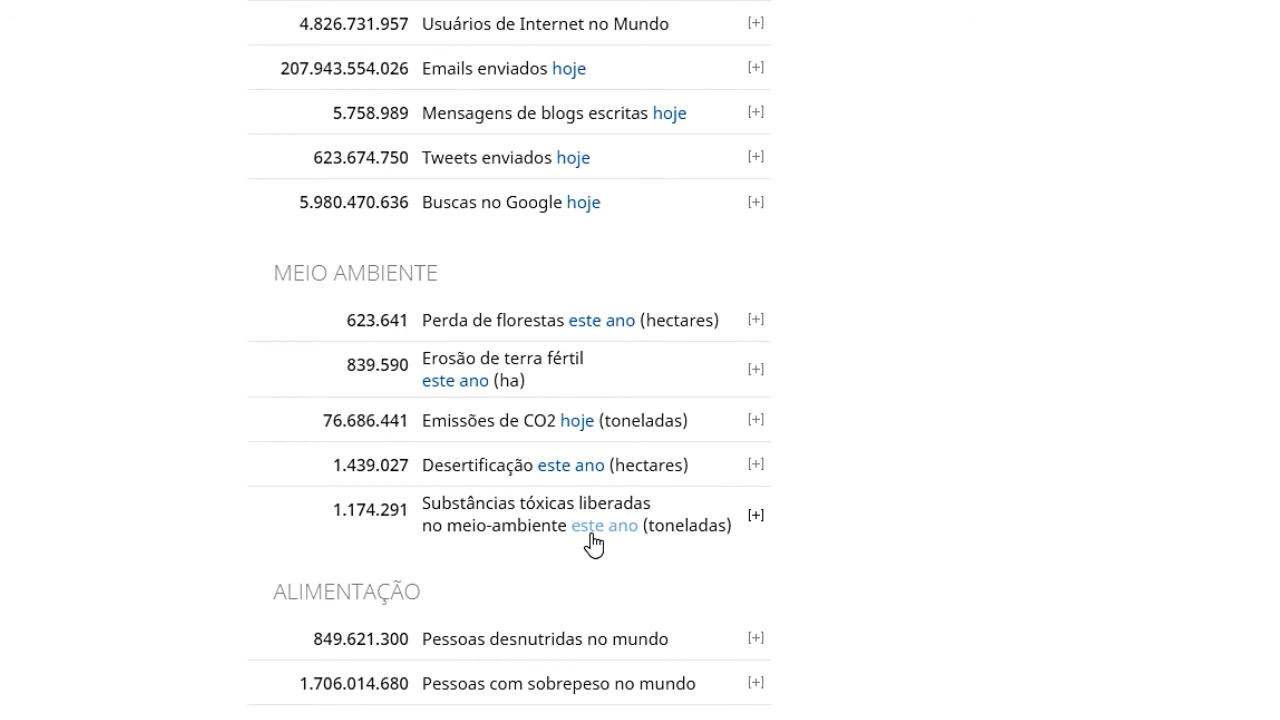 4.826.731.957 Usuários de Internet no Mundo [+]
207.943.554.026 Emails enviados hoje [+]
5.758.989 Mensagens de blogs escritas hoje [+]
623.674.750 Tweets enviados hoje [+]
5.980.470.636 Buscas no Google hoje [+]
MEIO AMBIENTE
623.641 Perda de florestas este ano (hectares) [+]
839.590 Erosão de terra fértil
este ano (ha) [+]
76.686.441 Emissões de CO2 hoje (toneladas) [+]
1.439.027 Desertificação este ano (hectares) [+]
1.174.291 Substâncias tóxicas liberadas
no meio-ambiente este ano (toneladas) [+]
ALIMENTAÇÃO
849.621.300 Pessoas desnutridas no mundo [+]
1.706.014.680 Pessoas com sobrepeso no mundo [+]